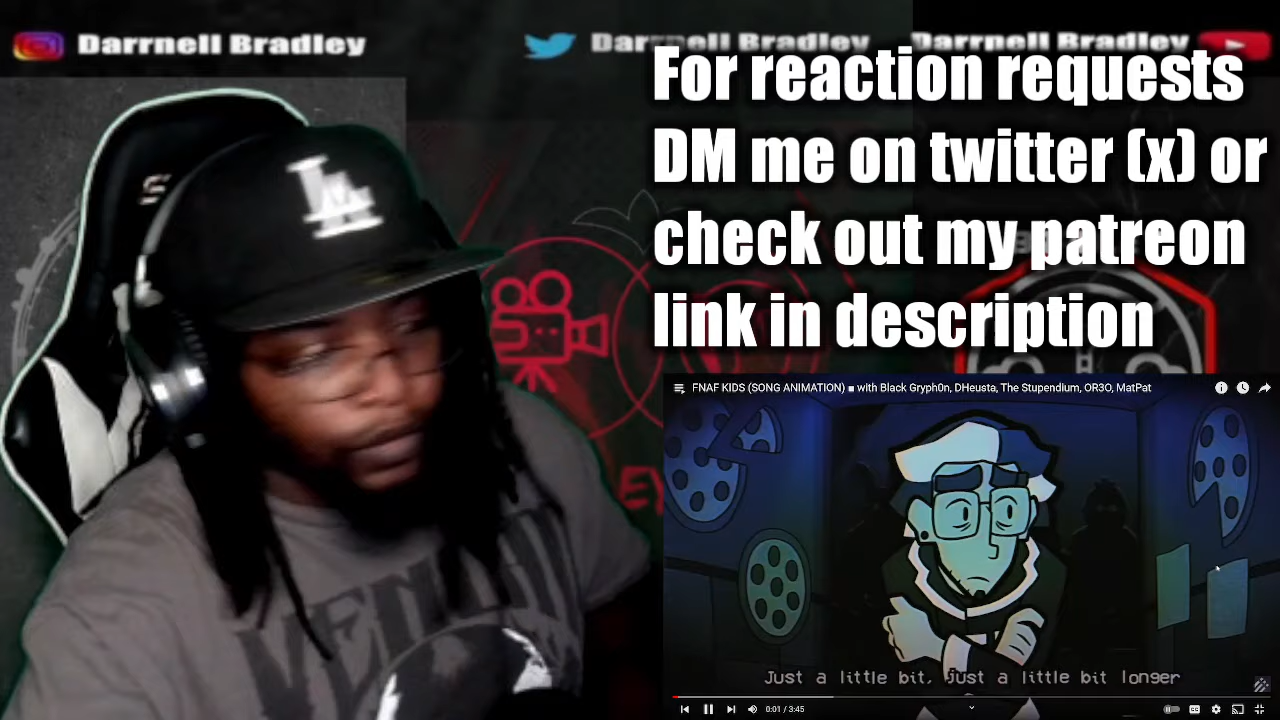 Darrnell Bradley
Darrnell Bradley
Darrnell Bradley
For reaction requests
DM me on twitter (x) or
check out my patreon
link in description
LA
FNAF KIDS (SONG ANIMATION) ■ with Black Gryph0n, DHeusta, The Stupendium, OR3O, MatPat
Just a little bit, just a little bit longer
0:01 / 3:45